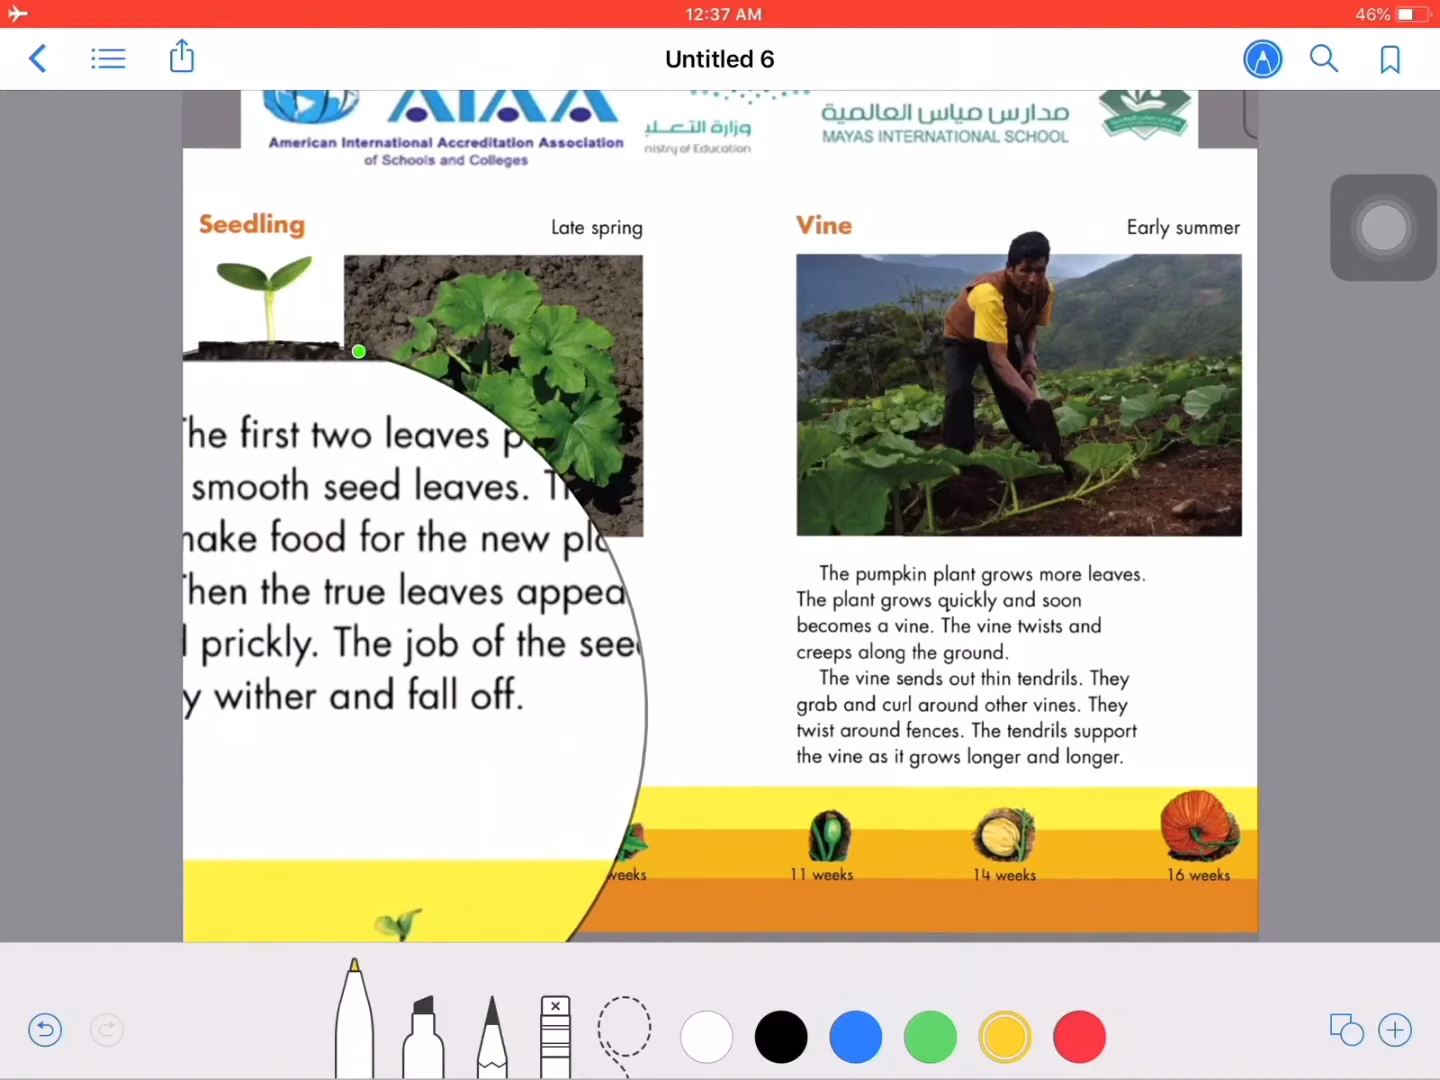 12:37 AM
46%
Untitled 6
AIAA
American International Accreditation Association
of Schools and Colleges
وزارة التعلي
nistry of Education
مدارس مياس العالمية
MAYAS INTERNATIONAL SCHOOL
Seedling
Late spring
he first two leaves p
smooth seed leaves. Th
nake food for the new pla
hen the true leaves appea
prickly. The job of the see
y wither and fall off.
Vine
Early summer
The pumpkin plant grows more leaves.
The plant grows quickly and soon
becomes a vine. The vine twists and
creeps along the ground.
The vine sends out thin tendrils. They
grab and curl around other vines. They
twist around fences. The tendrils support
the vine as it grows longer and longer.
weeks
11 weeks
14 weeks
16 weeks